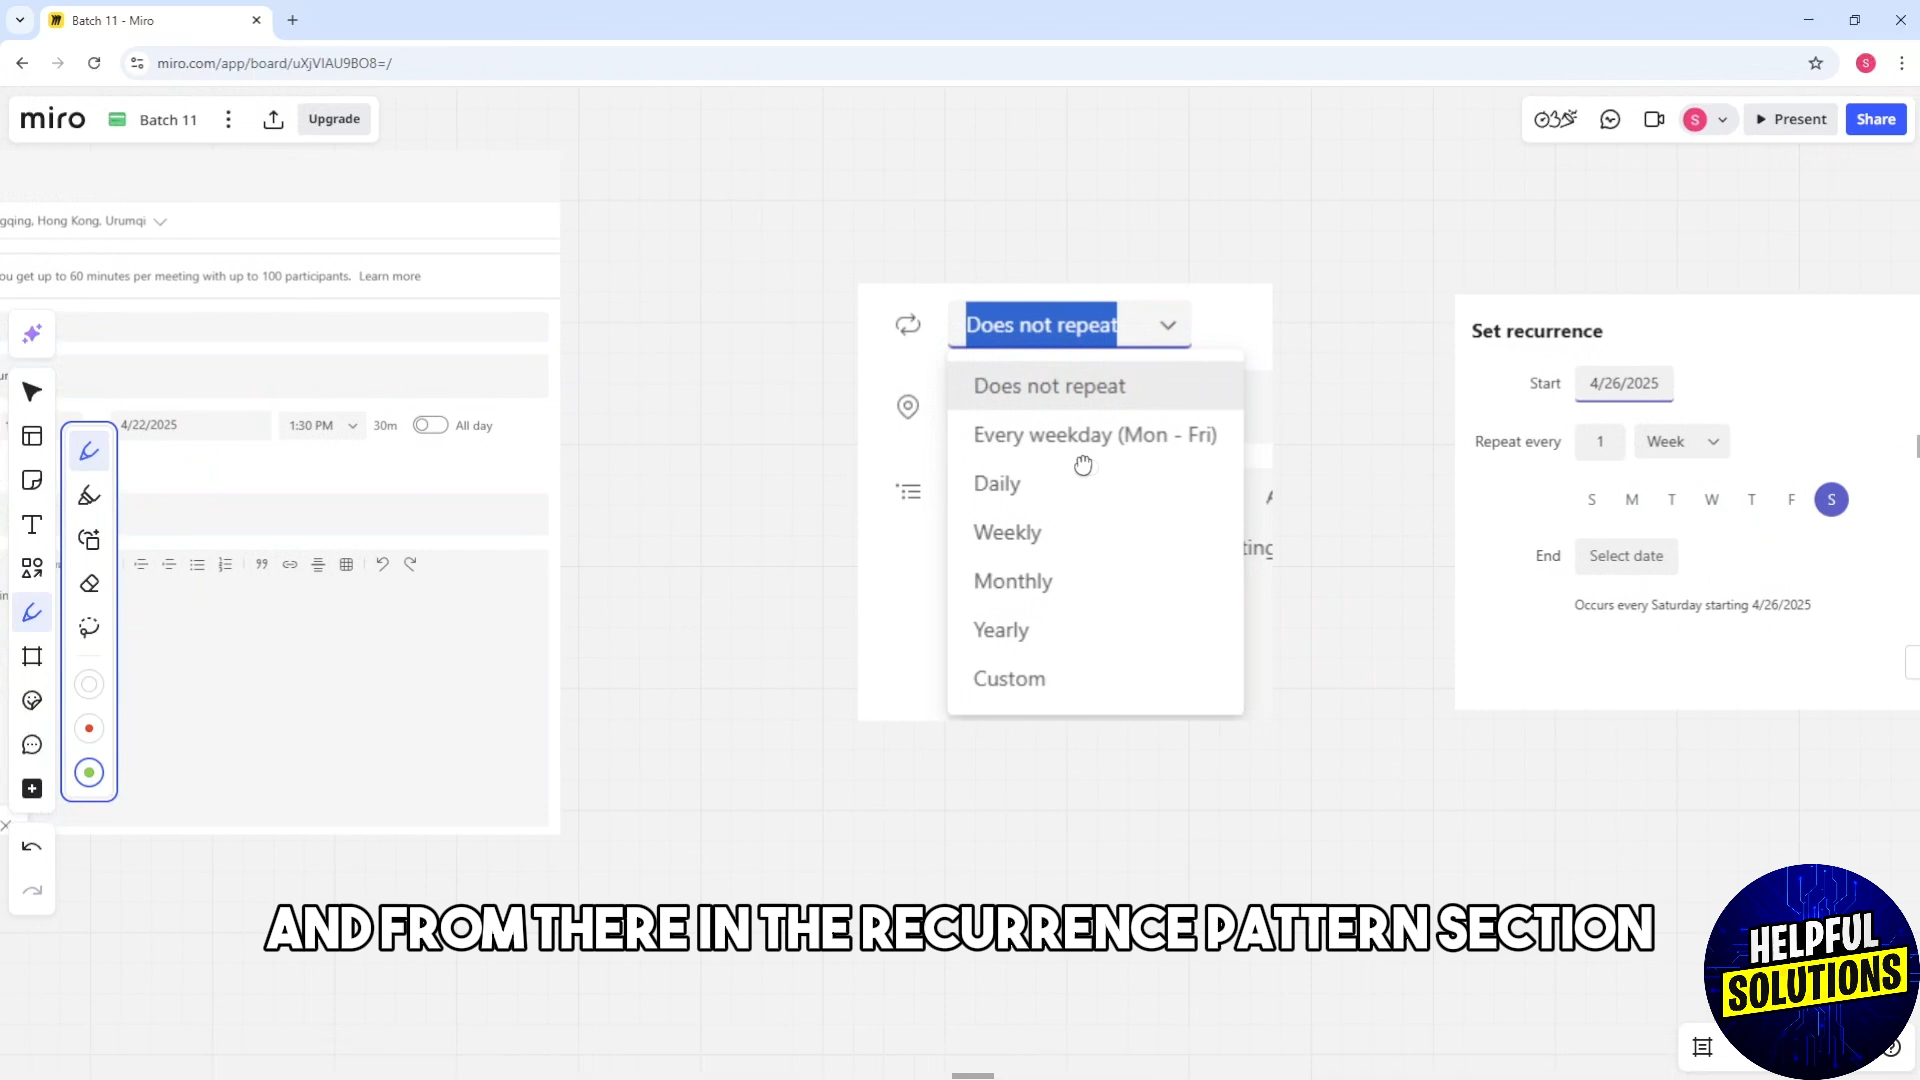 Batch 11 - Miro
miro.com/app/board/uXjVIAU9BO8=/
S
miro
Batch 11
Upgrade
S
Present
Share
gqing, Hong Kong, Urumqi
ou get up to 60 minutes per meeting with up to 100 participants. Learn more
4/22/2025
1:30 PM
30m
All day
Does not repeat
Does not repeat
Every weekday (Mon - Fri)
Daily
Weekly
Monthly
Yearly
Custom
ting
Set recurrence
Start
4/26/2025
Repeat every
1
Week
S M T W T F S
End
Select date
Occurs every Saturday starting 4/26/2025
AND FROM THERE IN THE RECURRENCE PATTERN SECTION
HELPFUL
SOLUTIONS